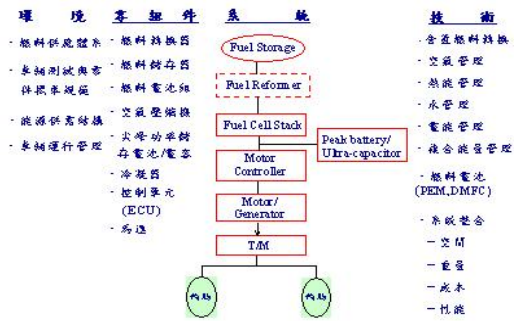 環 境
‧燃料供應體系
‧車輛測試與零
件標準規範
‧能源供需結構
‧車輛運行管理
零 組 件
‧燃料轉換器
‧燃料儲存器
‧燃料電池組
‧空氣壓縮機
‧尖峰功率儲
存電池/電容
‧冷凝器
‧控制單元
(ECU)
‧馬達
系 統
Fuel Storage
Fuel Reformer
Fuel Cell Stack
Peak battery/
Ultra-capacitor
Motor
Controller
Motor/
Generator
T/M
輪胎
輪胎
技 術
‧含氫燃料轉換
‧空氣管理
‧熱能管理
‧水管理
‧電能管理
‧複合能量管理
‧燃料電池
(PEM,DMFC)
‧系統整合
－空間
－重量
－成本
－性能